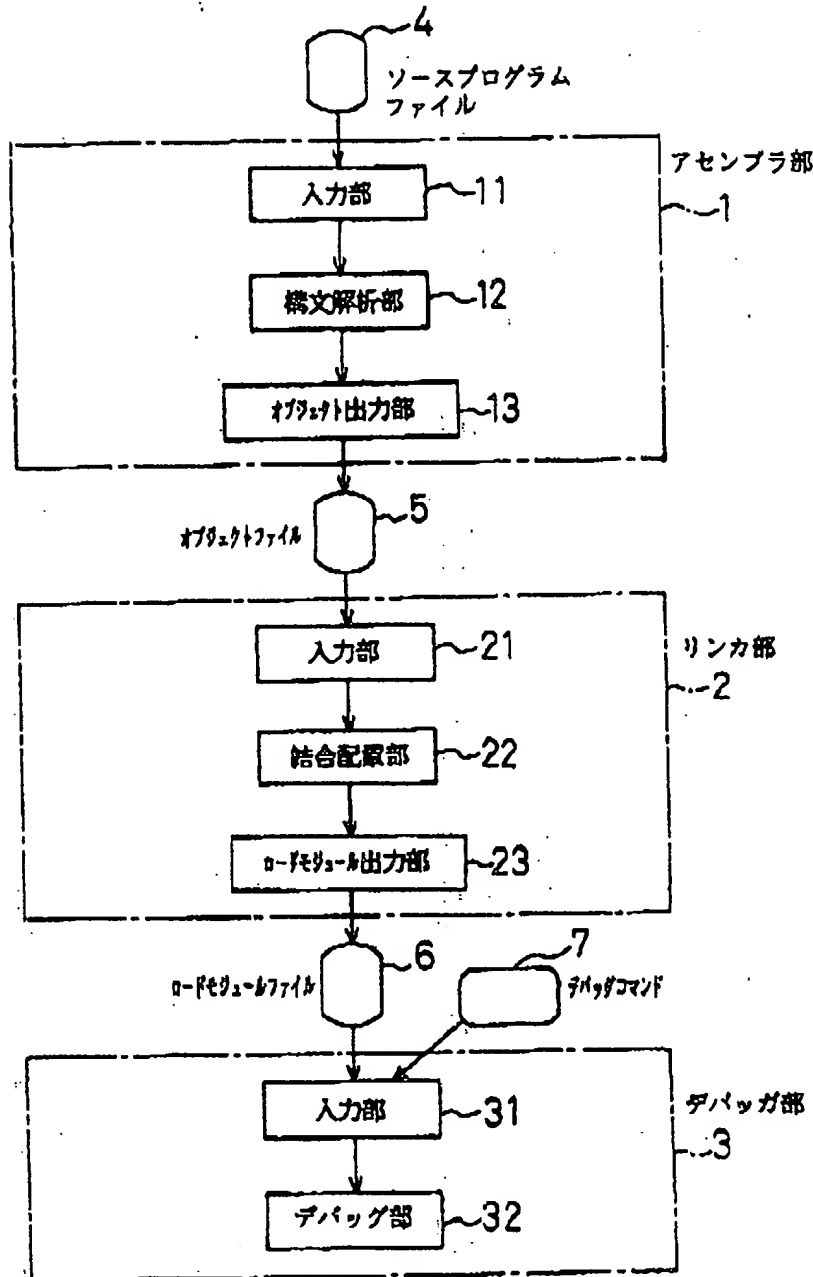 4
ソースプログラム
ファイル
アセンブラ部
1
入力部
11
構文解析部
12
オブジェクト出力部
13
5
オブジェクトファイル
リンカ部
2
入力部
21
結合配置部
22
ロードモジュール出力部
23
6
ロードモジュールファイル
7
デバッガコマンド
デバッガ部
3
入力部
31
デバッグ部
32